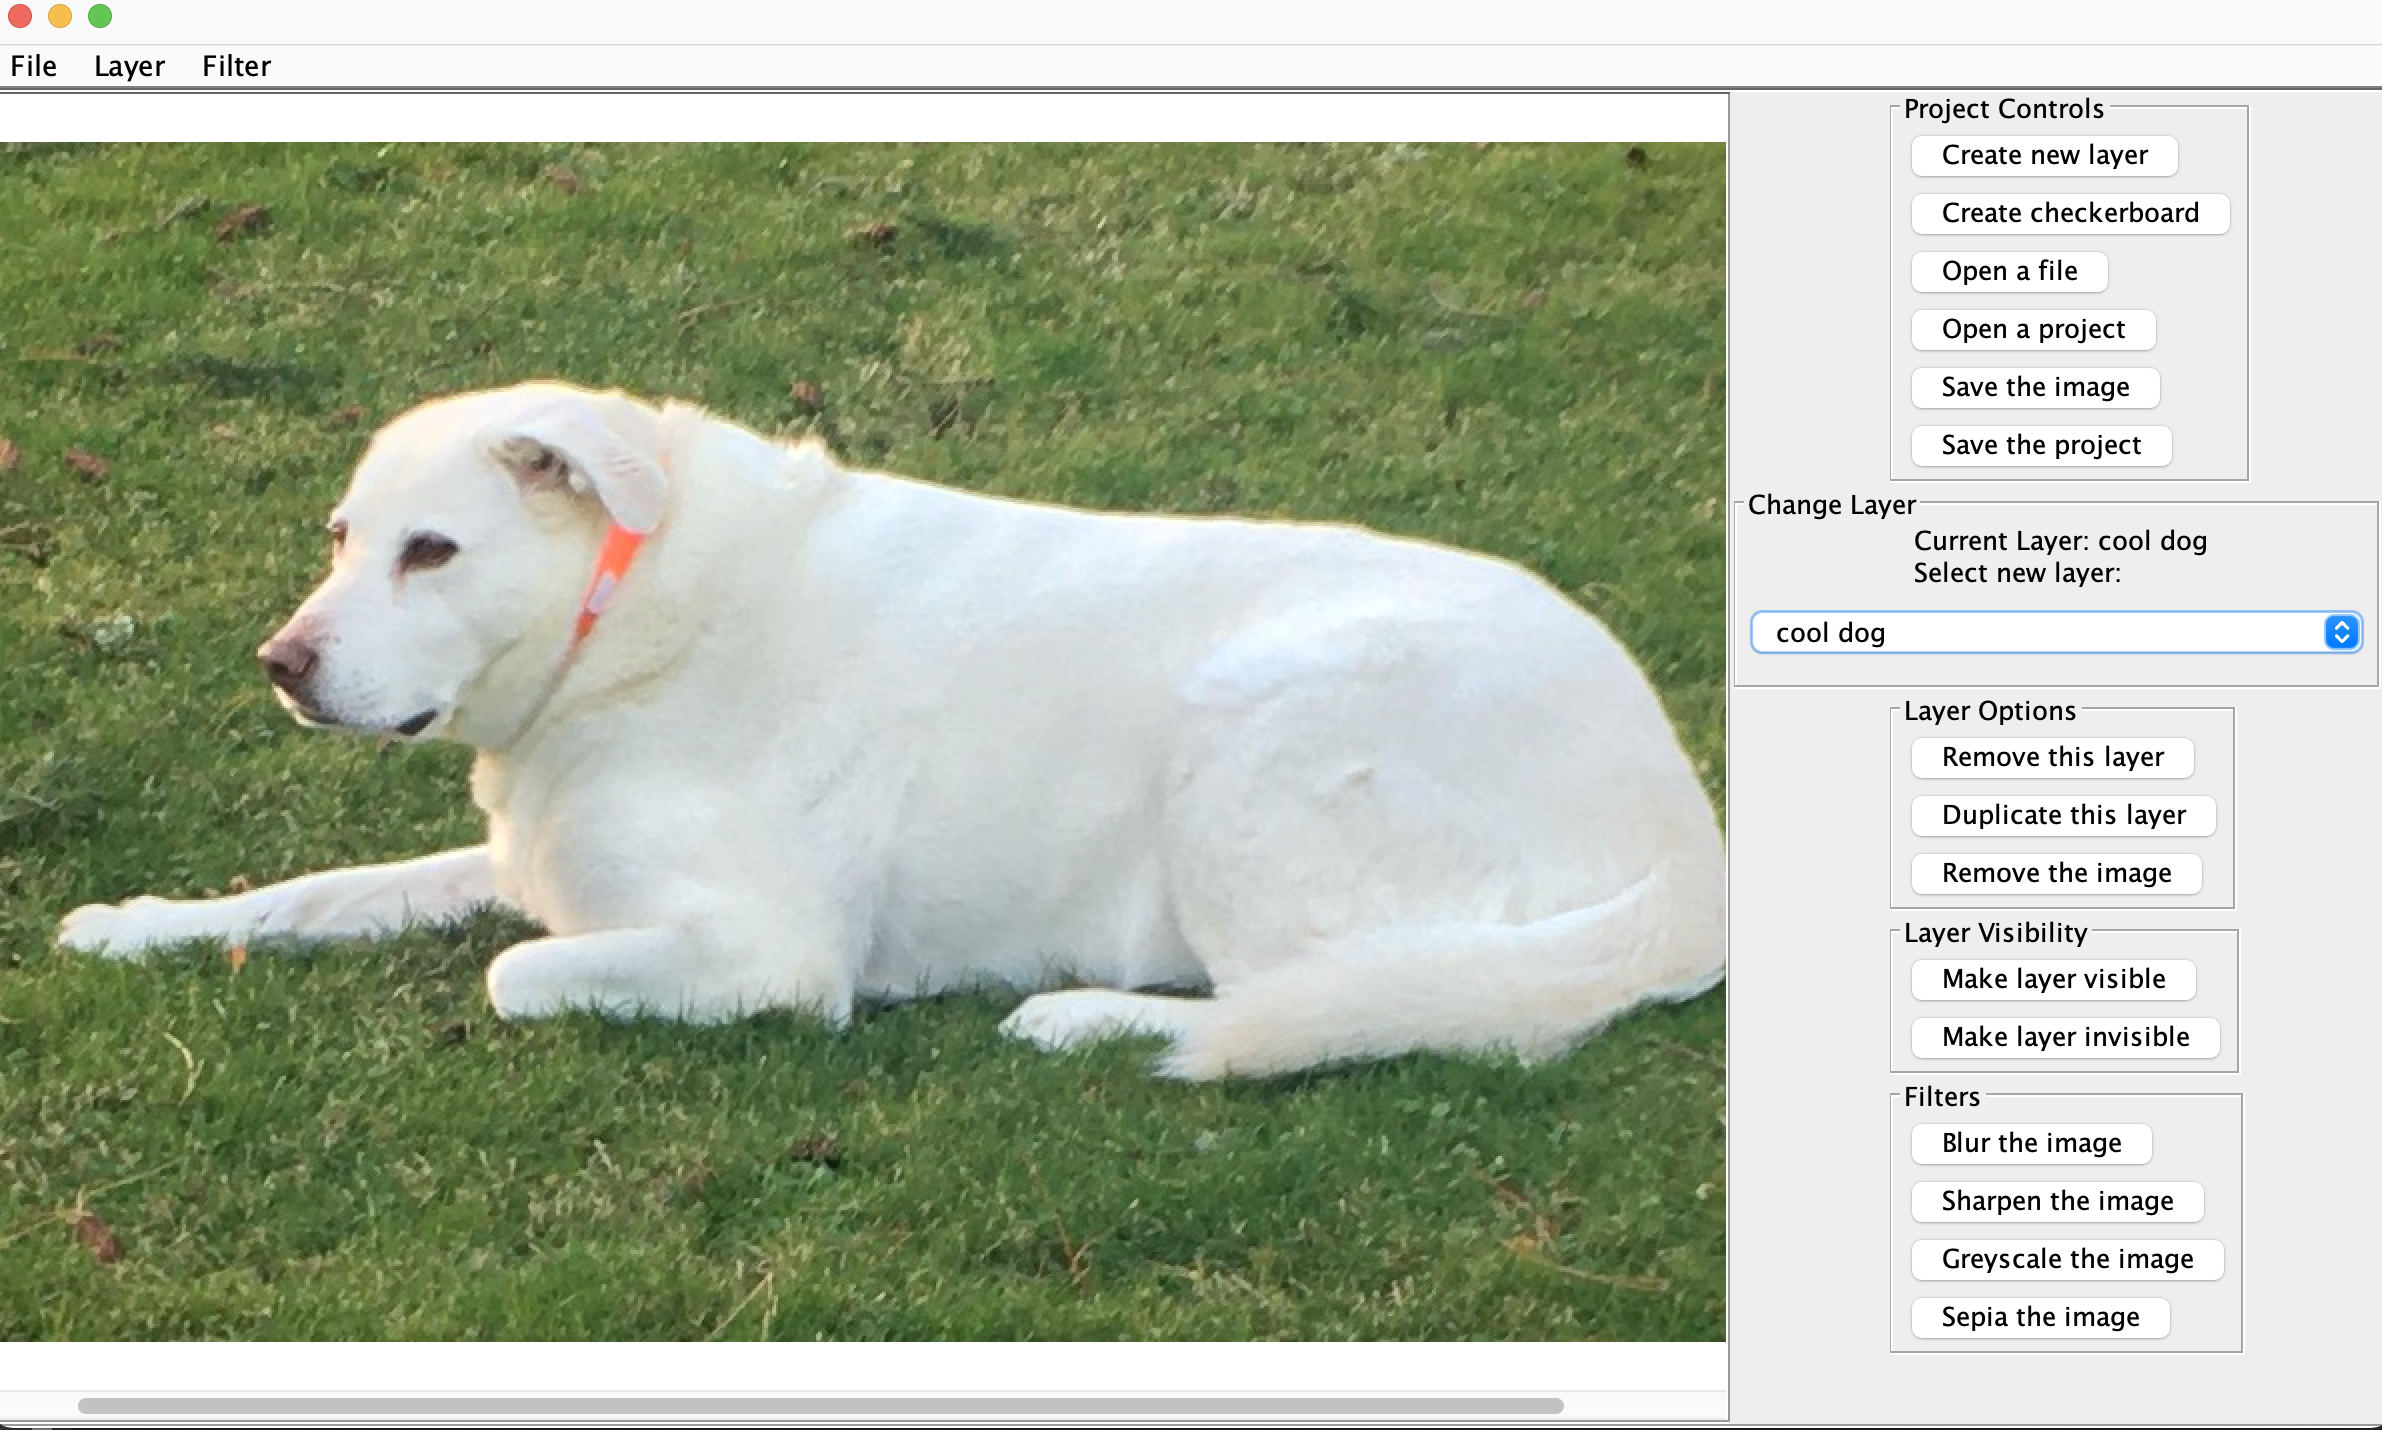 File Layer Filter
Project Controls
Create new layer
Create checkerboard
Open a file
Open a project
Save the image
Save the project
Change Layer
Current Layer: cool dog
Select new layer:
cool dog
Layer Options
Remove this layer
Duplicate this layer
Remove the image
Layer Visibility
Make layer visible
Make layer invisible
Filters
Blur the image
Sharpen the image
Greyscale the image
Sepia the image